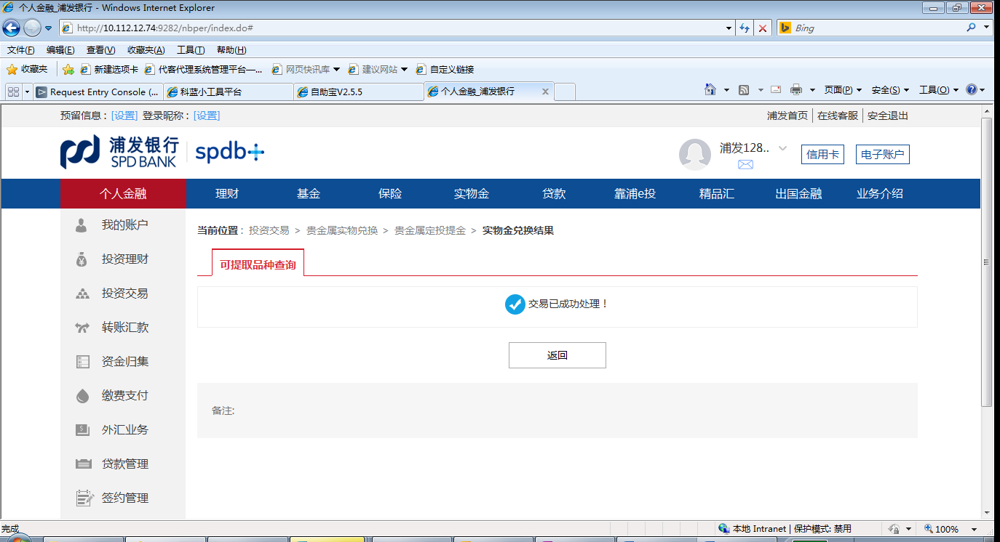 个人金融_浦发银行 - Windows Internet Explorer
http://10.112.12.74:9282/nbper/index.do#
Bing
文件(F) 编辑(E) 查看(V) 收藏夹(A) 工具(T) 帮助(H)
收藏夹 新建选项卡 代客代理系统管理平台—... 网页快讯库 建议网站 自定义链接
Request Entry Console (... 科蓝小工具平台 自助宝V2.5.5 个人金融_浦发银行 页面(P) 安全(S) 工具(O)
预留信息： [设置] 登录昵称： [设置] 浦发首页 在线客服 安全退出
浦发银行
SPD BANK
spdb+
浦发128..
信用卡 电子账户
个人金融 理财 基金 保险 实物金 贷款 靠浦e投 精品汇 出国金融 业务介绍
我的账户
投资理财
投资交易
转账汇款
资金归集
缴费支付
外汇业务
贷款管理
签约管理
当前位置： 投资交易 > 贵金属实物兑换 > 贵金属定投提金 > 实物金兑换结果
可提取品种查询
交易已成功处理！
返回
备注:
完成 本地 Intranet | 保护模式: 禁用 100%